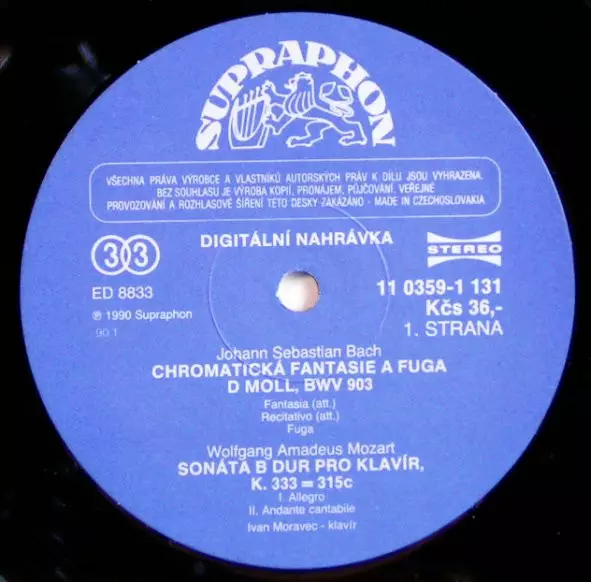 SUPRAPHON
VŠECHNA PRÁVA VÝROBCE A VLASTNÍKŮ AUTORSKÝCH PRÁV K DÍLU JSOU VYHRAZENA.
BEZ SOUHLASU JE VÝROBA KOPIÍ, PRONÁJEM, PŮJČOVÁNÍ, VEŘEJNÉ
PROVOZOVÁNÍ A ROZHLASOVÉ ŠÍŘENÍ TÉTO DESKY ZAKÁZÁNO - MADE IN CZECHOSLOVAKIA
33
DIGITÁLNÍ NAHRÁVKA
STEREO
ED 8833
11 0359-1 131
Kčs 36,-
℗ 1990 Supraphon
90 1
1. STRANA
Johann Sebastian Bach
CHROMATICKÁ FANTASIE A FUGA
D MOLL, BWV 903
Fantasia (att.)
Recitativo (att.)
Fuga
Wolfgang Amadeus Mozart
SONÁTA B DUR PRO KLAVÍR,
K. 333 = 315c
I. Allegro
II. Andante cantabile
Ivan Moravec - klavír